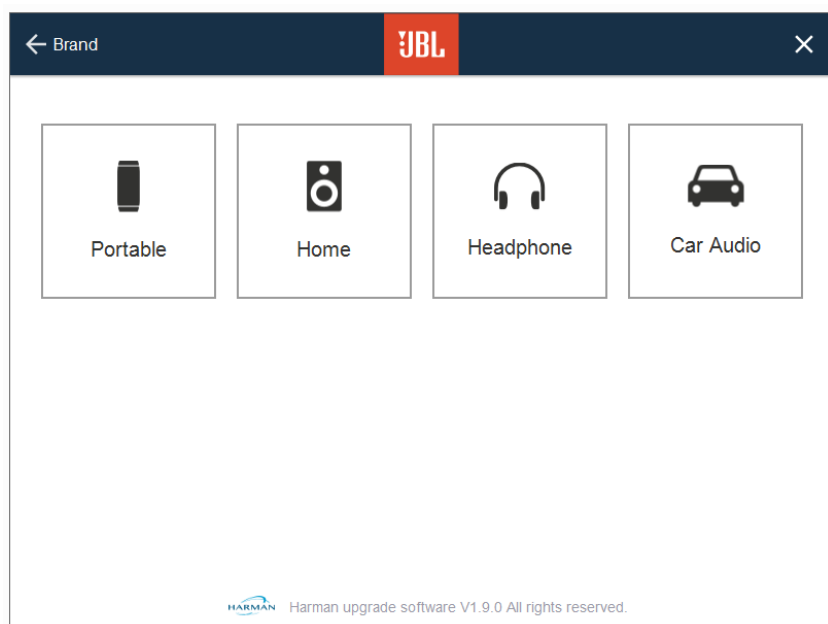 Brand
JBL
Portable
Home
Headphone
Car Audio
HARMAN Harman upgrade software V1.9.0 All rights reserved.